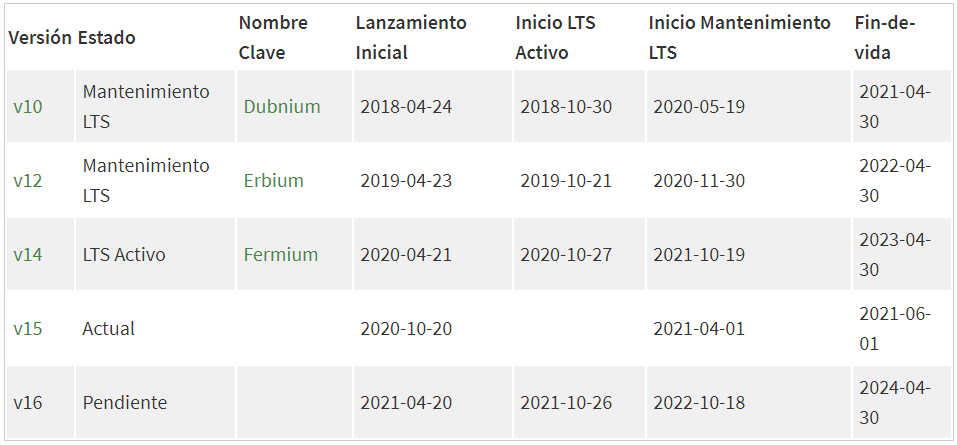 Versión Estado Nombre Clave Lanzamiento Inicial Inicio LTS Activo Inicio Mantenimiento LTS Fin-de-vida
v10 Mantenimiento LTS Dubnium 2018-04-24 2018-10-30 2020-05-19 2021-04-30
v12 Mantenimiento LTS Erbium 2019-04-23 2019-10-21 2020-11-30 2022-04-30
v14 LTS Activo Fermium 2020-04-21 2020-10-27 2021-10-19 2023-04-30
v15 Actual 2020-10-20 2021-04-01 2021-06-01
v16 Pendiente 2021-04-20 2021-10-26 2022-10-18 2024-04-30